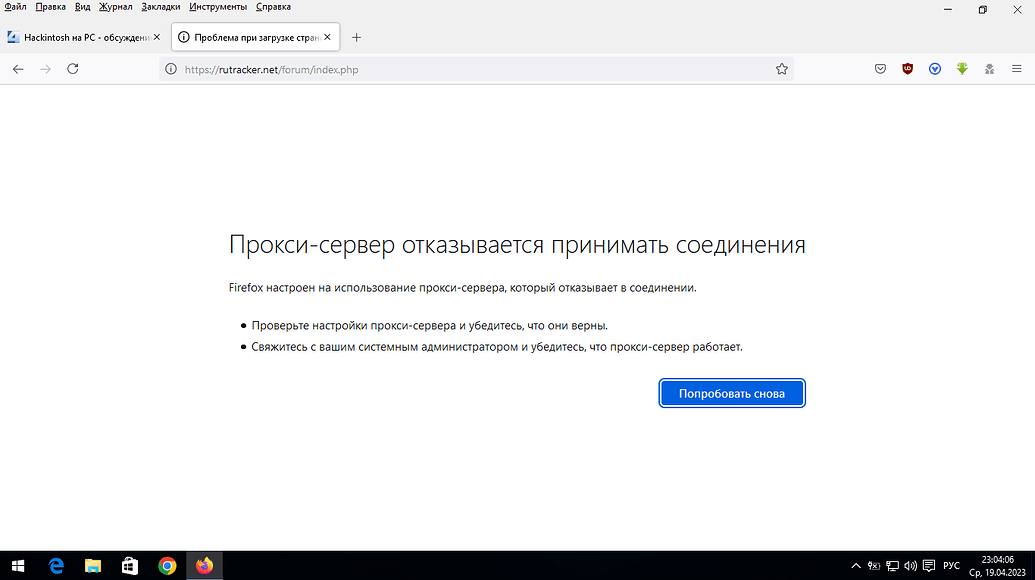 Файл Правка Вид Журнал Закладки Инструменты Справка
Hackintosh на PC - обсуждени
Проблема при загрузке стран
https://rutracker.net/forum/index.php
Прокси-сервер отказывается принимать соединения
Firefox настроен на использование прокси-сервера, который отказывает в соединении.
Проверьте настройки прокси-сервера и убедитесь, что они верны.
Свяжитесь с вашим системным администратором и убедитесь, что прокси-сервер работает.
Попробовать снова
РУС
23:04:06
Ср, 19.04.2023